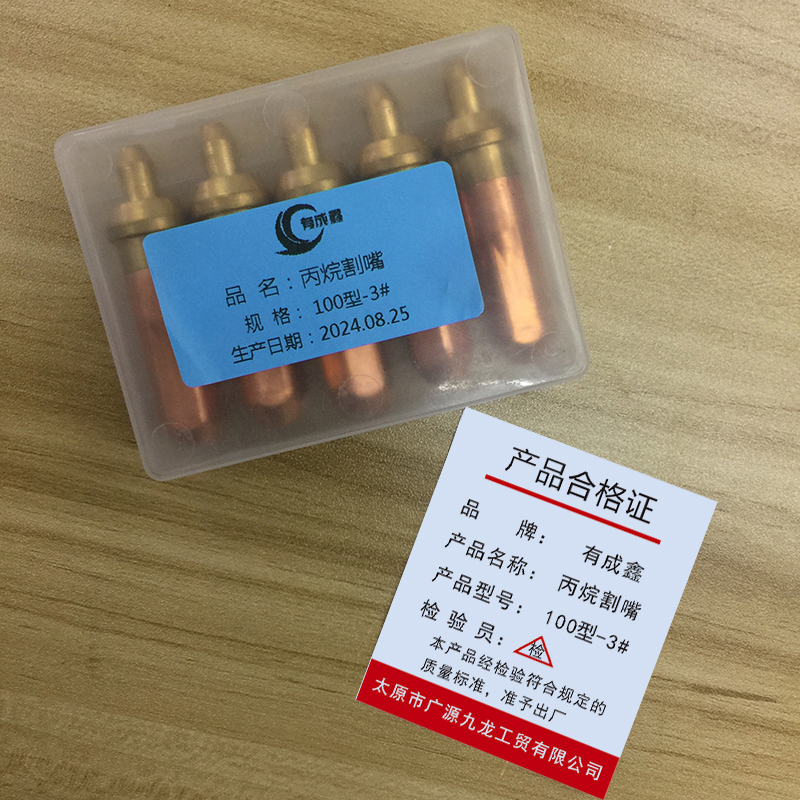 有成鑫
品 名：丙烷割嘴
规 格：100型-3#
生产日期：2024.08.25
产品合格证
品 牌： 有成鑫
产品名称： 丙烷割嘴
产品型号： 100型-3#
检 验 员： 检
本产品经检验符合规定的
质量标准，准予出厂
太原市广源九龙工贸有限公司